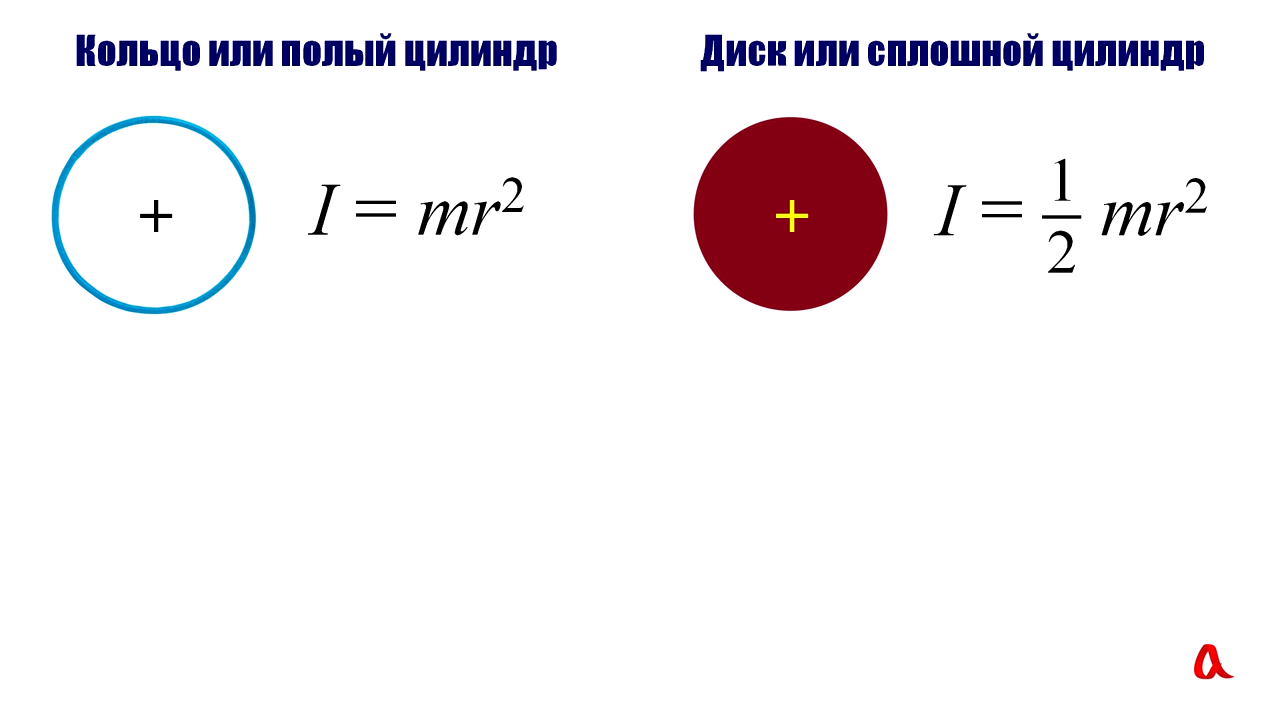 Кольцо или полый цилиндр
Диск или сплошной цилиндр
+ I = mr²
+ I = 1/2 mr²
a